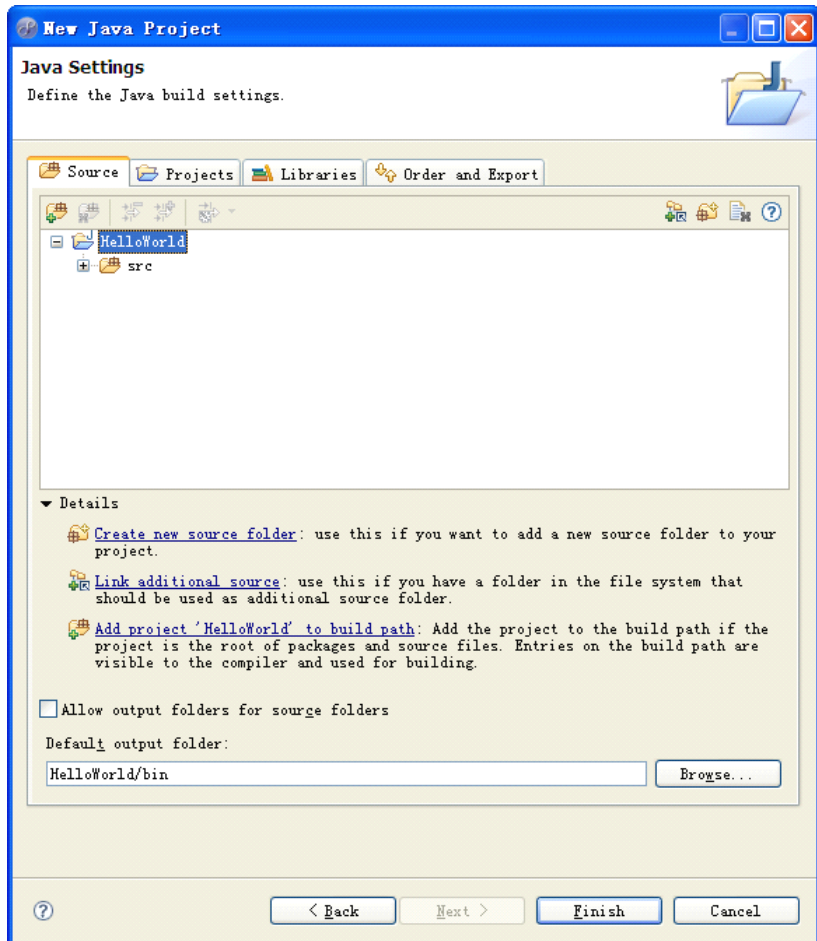 New Java Project
Java Settings
Define the Java build settings.
Source
Projects
Libraries
Order and Export
HelloWorld
src
Details
Create new source folder: use this if you want to add a new source folder to your
project.
Link additional source: use this if you have a folder in the file system that
should be used as additional source folder.
Add project 'HelloWorld' to build path: Add the project to the build path if the
project is the root of packages and source files. Entries on the build path are
visible to the compiler and used for building.
Allow output folders for source folders
Default output folder:
HelloWorld/bin
Browse...
< Back
Next >
Finish
Cancel